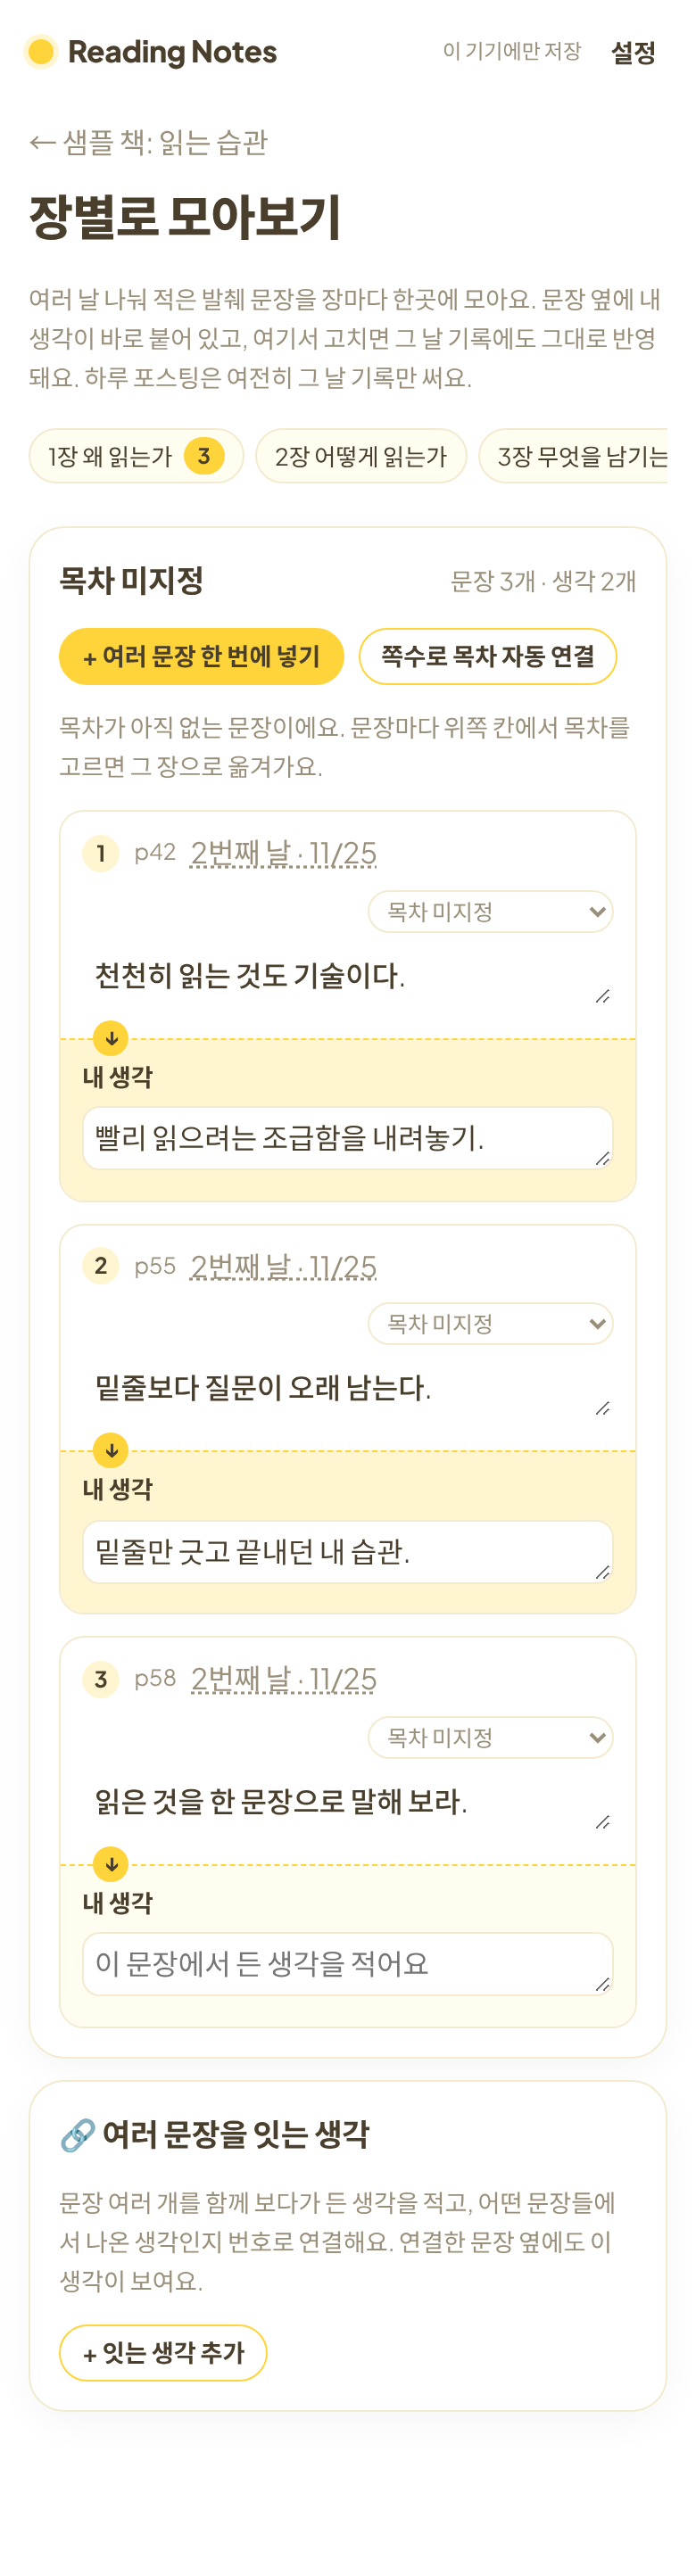 Reading Notes
이 기기에만 저장
설정
← 샘플 책: 읽는 습관
장별로 모아보기
여러 날 나눠 적은 발췌 문장을 장마다 한곳에 모아요. 문장 옆에 내
생각이 바로 붙어 있고, 여기서 고치면 그 날 기록에도 그대로 반영
돼요. 하루 포스팅은 여전히 그 날 기록만 써요.
1장 왜 읽는가 3
2장 어떻게 읽는가
3장 무엇을 남기는
목차 미지정
문장 3개 · 생각 2개
+ 여러 문장 한 번에 넣기
쪽수로 목차 자동 연결
목차가 아직 없는 문장이에요. 문장마다 위쪽 칸에서 목차를
고르면 그 장으로 옮겨가요.
1 p42 2번째 날 · 11/25
목차 미지정
천천히 읽는 것도 기술이다.
↓
내 생각
빨리 읽으려는 조급함을 내려놓기.
2 p55 2번째 날 · 11/25
목차 미지정
밑줄보다 질문이 오래 남는다.
↓
내 생각
밑줄만 긋고 끝내던 내 습관.
3 p58 2번째 날 · 11/25
목차 미지정
읽은 것을 한 문장으로 말해 보라.
↓
내 생각
이 문장에서 든 생각을 적어요
🔗 여러 문장을 잇는 생각
문장 여러 개를 함께 보다가 든 생각을 적고, 어떤 문장들에
서 나온 생각인지 번호로 연결해요. 연결한 문장 옆에도 이
생각이 보여요.
+ 잇는 생각 추가